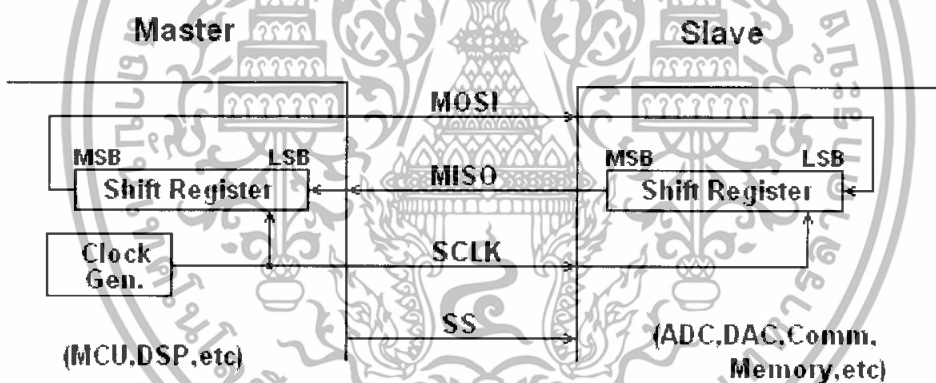 Master
Slave
MOSI
MSB LSB
Shift Register
MISO
MSB LSB
Shift Register
Clock
Gen.
SCLK
SS
(MCU,DSP,etc)
(ADC,DAC,Comm,
Memory,etc)